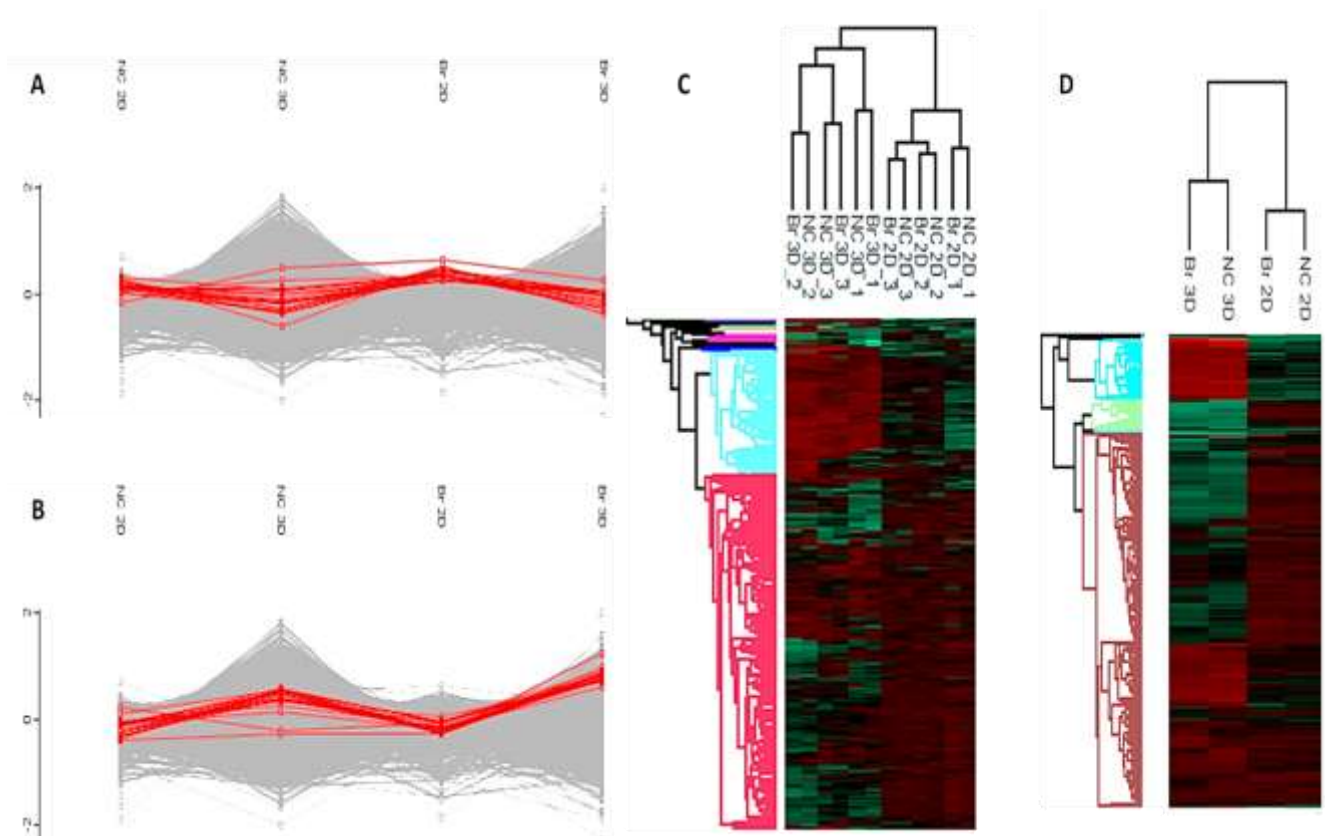 A
NC 2D
NC 3D
Br 2D
Br 3D
2
0
-2
B
NC 2D
NC 3D
Br 2D
Br 3D
2
0
-2
C
Br 3D_2
NC 3D_2
NC 3D_3
Br 3D_3
NC 3D_1
Br 3D_1
Br 2D_3
NC 2D_3
Br 2D_2
NC 2D_2
Br 2D_1
NC 2D_1
D
Br 3D
NC 3D
Br 2D
NC 2D